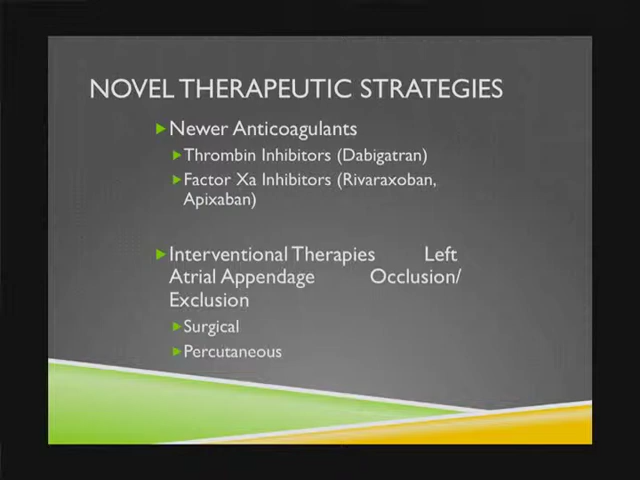 NOVEL THERAPEUTIC STRATEGIES
Newer Anticoagulants
Thrombin Inhibitors (Dabigatran)
Factor Xa Inhibitors (Rivaraxoban,
Apixaban)
Interventional Therapies Left
Atrial Appendage Occlusion/
Exclusion
Surgical
Percutaneous